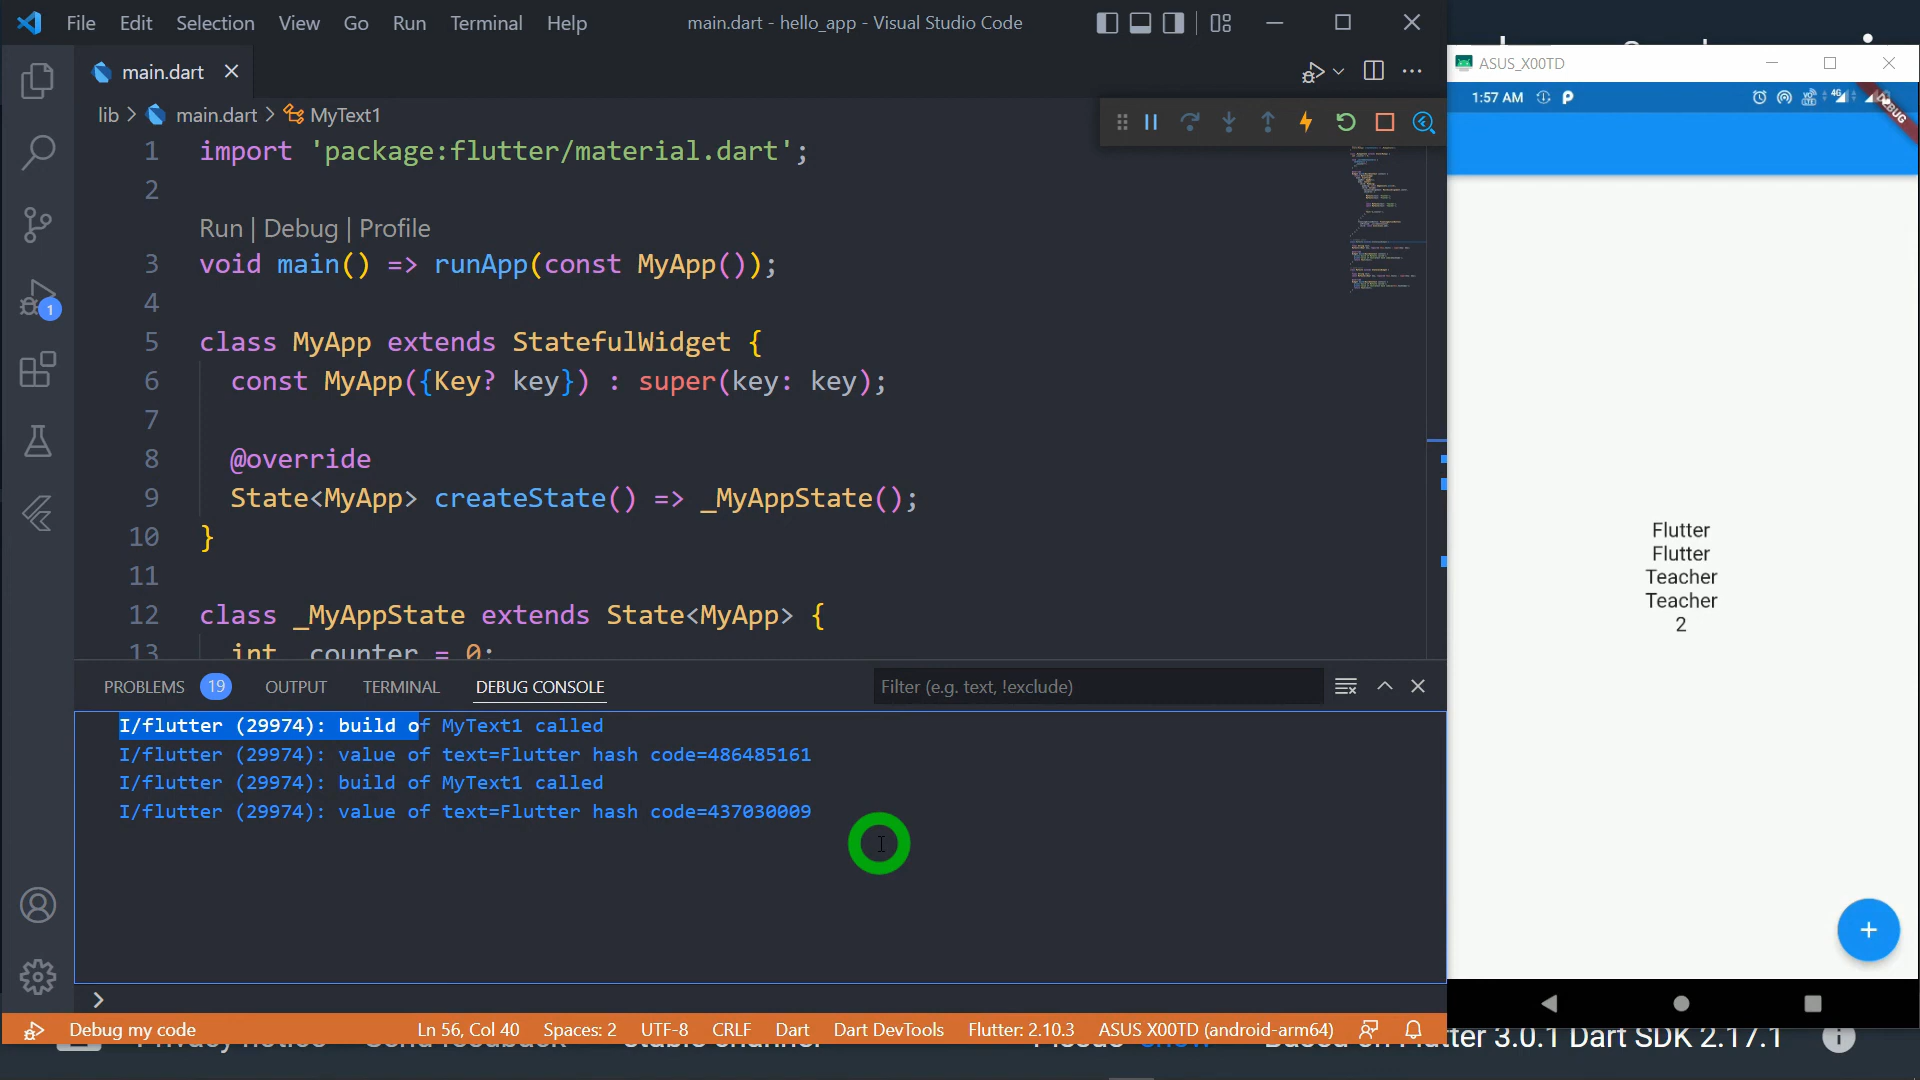 File Edit Selection View Go Run Terminal Help
main.dart - hello_app - Visual Studio Code
main.dart
lib > main.dart > MyText1
1 import 'package:flutter/material.dart';
2
Run | Debug | Profile
3 void main() => runApp(const MyApp());
4
5 class MyApp extends StatefulWidget {
6 const MyApp({Key? key}) : super(key: key);
7
8 @override
9 State<MyApp> createState() => _MyAppState();
10 }
11
12 class _MyAppState extends State<MyApp> {
13 int _counter = 0;
PROBLEMS 19 OUTPUT TERMINAL DEBUG CONSOLE
Filter (e.g. text, !exclude)
I/flutter (29974): build of MyText1 called
I/flutter (29974): value of text=Flutter hash code=486485161
I/flutter (29974): build of MyText1 called
I/flutter (29974): value of text=Flutter hash code=437030009
1
Debug my code
Ln 56, Col 40 Spaces: 2 UTF-8 CRLF Dart Dart DevTools Flutter: 2.10.3 ASUS X00TD (android-arm64)
ASUS_X00TD
1:57 AM
4G
DEBUG
Flutter
Flutter
Teacher
Teacher
2
+
tter 3.0.1 Dart SDK 2.17.1